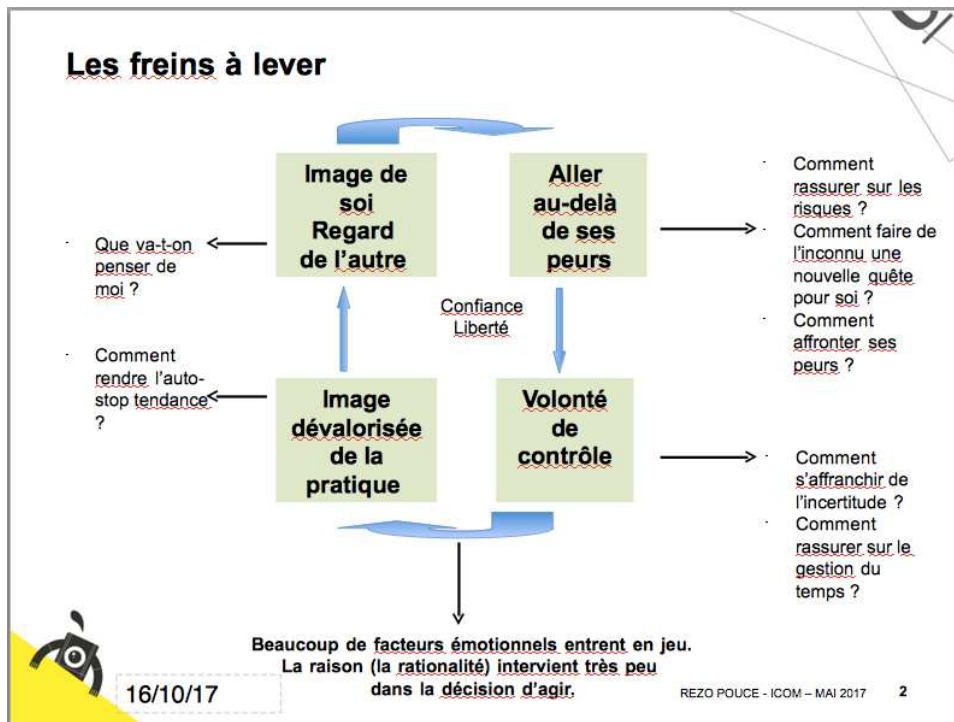 Les freins à lever
Image de
soi
Regard
de l'autre
Aller
au-delà
de ses
peurs
· Que va-t-on
penser de
moi ?
· Comment
rassurer sur les
risques ?
· Comment faire de
l'inconnu une
nouvelle quête
pour soi ?
· Comment
affronter ses
peurs ?
Confiance
Liberté
· Comment
rendre l'auto-
stop tendance
?
Image
dévalorisée
de la
pratique
Volonté
de
contrôle
· Comment
s'affranchir de
l'incertitude ?
· Comment
rassurer sur le
gestion du
temps ?
Beaucoup de facteurs émotionnels entrent en jeu.
La raison (la rationalité) intervient très peu
dans la décision d'agir.
16/10/17
REZO POUCE - ICOM – MAI 2017
2